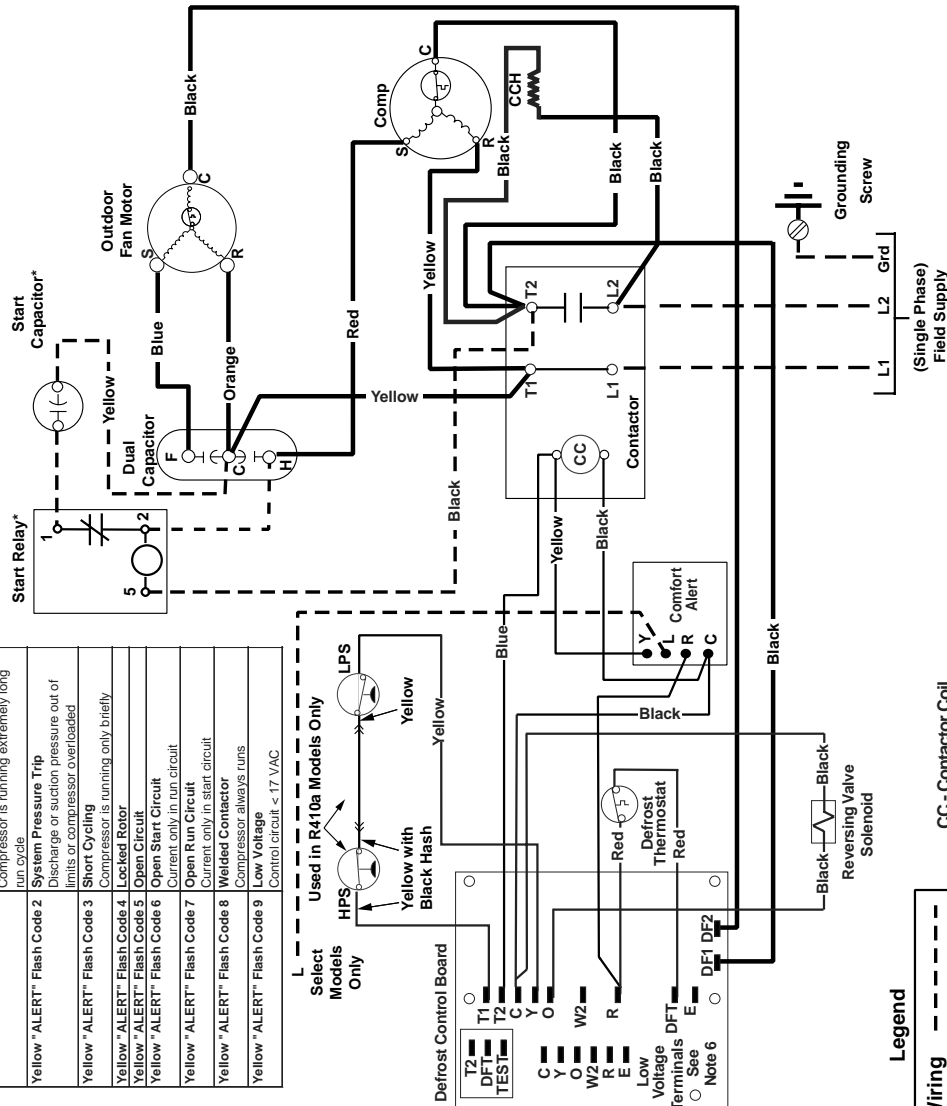 Compressor is running extremely long
run cycle
Yellow "ALERT" Flash Code 2
System Pressure Trip
Discharge or suction pressure out of
limits or compressor overloaded
Yellow "ALERT" Flash Code 3
Short Cycling
Compressor is running only briefly
Yellow "ALERT" Flash Code 4
Locked Rotor
Yellow "ALERT" Flash Code 5
Open Circuit
Yellow "ALERT" Flash Code 6
Open Start Circuit
Current only in run circuit
Yellow "ALERT" Flash Code 7
Open Run Circuit
Current only in start circuit
Yellow "ALERT" Flash Code 8
Welded Contactor
Compressor always runs
Yellow "ALERT" Flash Code 9
Low Voltage
Control circuit < 17 VAC
Start Relay*
1
2
5
Start
Capacitor*
Yellow
Dual
Capacitor
F
C
H
Blue
Orange
Outdoor
Fan Motor
S
R
C
Black
Red
Comp
S
R
C
Black
CCH
Black
Black
Yellow
Yellow
Black
T2
L2
T1
L1
CC
Contactor
Yellow
Black
Blue
Comfort
Alert
Y
L
R
C
Black
Black
Grounding
Screw
Grd
L2
L1
(Single Phase)
Field Supply
L
Select
Models
Only
Used in R410a Models Only
HPS
LPS
Yellow with
Black Hash
Yellow
Yellow
Defrost Control Board
T2
DFT
TEST
T1
T2
C
Y
O
W2
R
C
Y
O
W2
R
E
Low
Voltage
Terminals
See
Note 6
DFT
E
DF1
DF2
Red
Defrost
Thermostat
Red
Black
Black
Reversing Valve
Solenoid
Legend
Wiring
CC - Contactor Coil